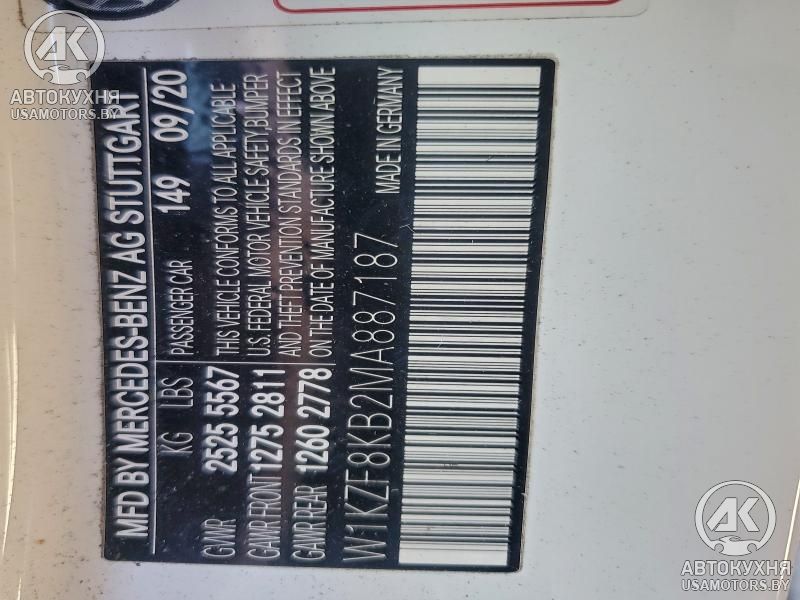 MFD BY MERCEDES-BENZ AG STUTTGART
KG LBS PASSENGER CAR 149 09/20
GVWR 2525 5567 THIS VEHICLE CONFORMS TO ALL APPLICABLE
GAWR FRONT 1275 2811 U.S. FEDERAL MOTOR VEHICLE SAFETY, BUMPER
GAWR REAR 1260 2778 AND THEFT PREVENTION STANDARDS IN EFFECT
ON THE DATE OF MANUFACTURE SHOWN ABOVE
W1KZF8KB2MA887187 MADE IN GERMANY
АК
АВТОКУХНЯ
USAMOTORS.BY
АК
АВТОКУХНЯ
USAMOTORS.BY